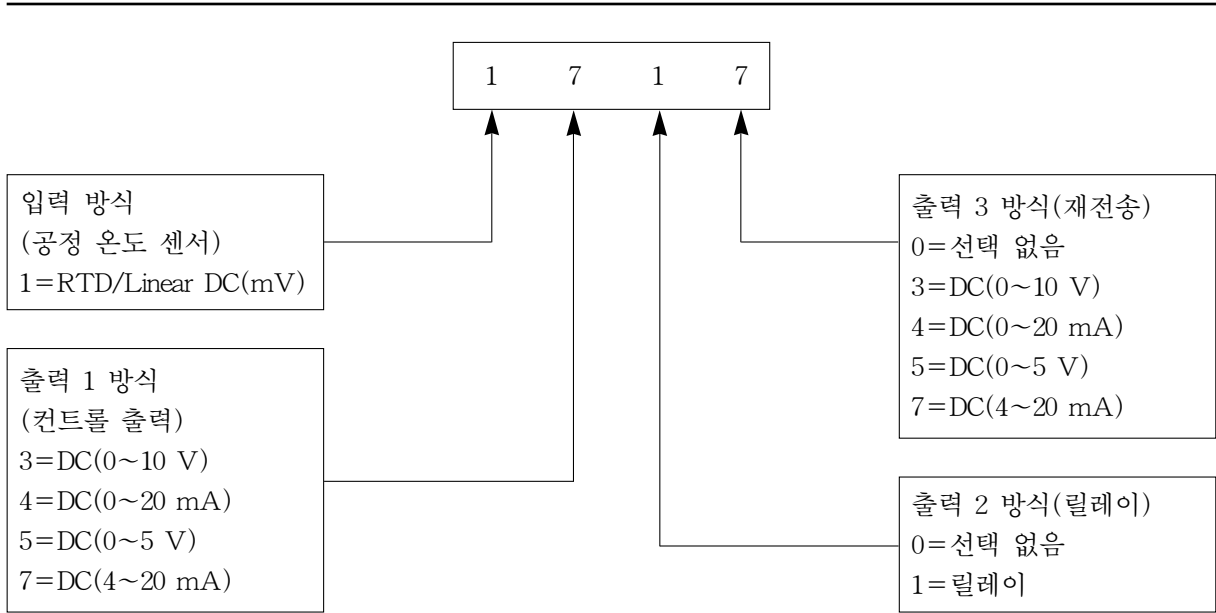 1 7 1 7
입력 방식
(공정 온도 센서)
1=RTD/Linear DC(mV)
출력 1 방식
(컨트롤 출력)
3=DC(0~10 V)
4=DC(0~20 mA)
5=DC(0~5 V)
7=DC(4~20 mA)
출력 3 방식(재전송)
0=선택 없음
3=DC(0~10 V)
4=DC(0~20 mA)
5=DC(0~5 V)
7=DC(4~20 mA)
출력 2 방식(릴레이)
0=선택 없음
1=릴레이